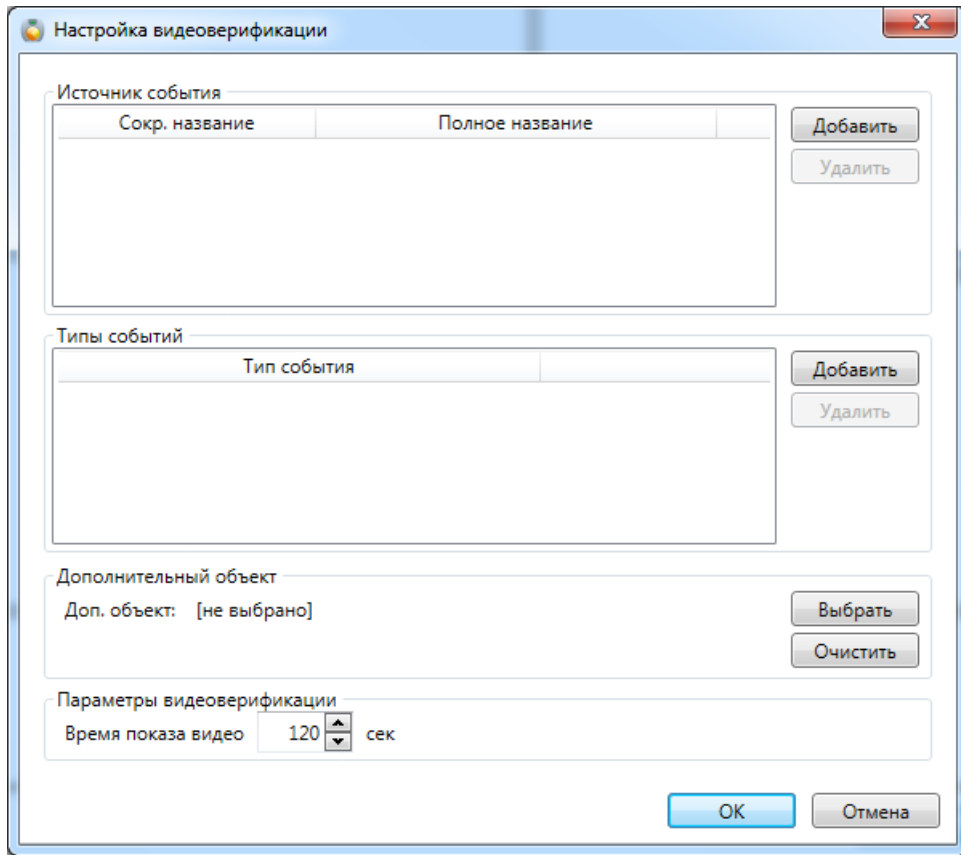 Настройка видеоверификации
Источник события
Сокр. название Полное название
Добавить
Удалить
Типы событий
Тип события
Добавить
Удалить
Дополнительный объект
Доп. объект: [не выбрано]
Выбрать
Очистить
Параметры видеоверификации
Время показа видео 120 сек
OK Отмена